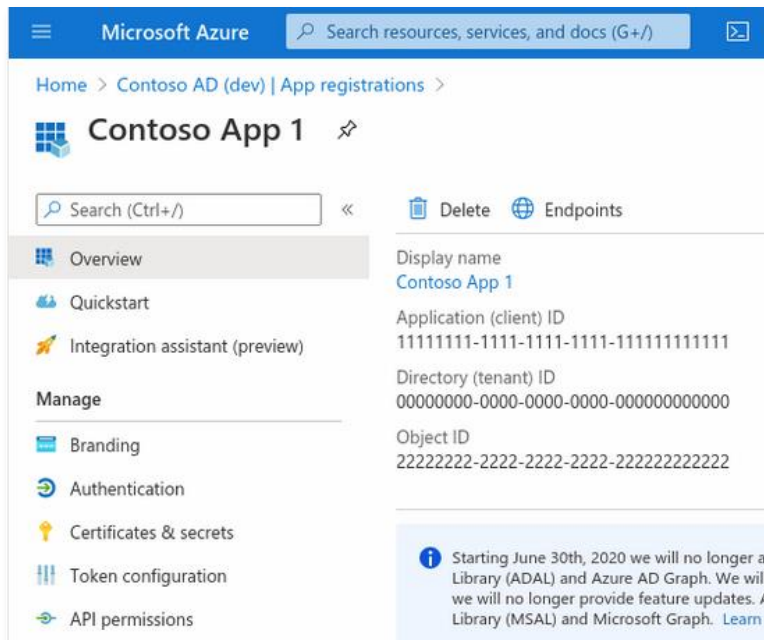 Microsoft Azure
Search resources, services, and docs (G+/)
Home > Contoso AD (dev) | App registrations >
Contoso App 1
Search (Ctrl+/)
«
Overview
Quickstart
Integration assistant (preview)
Manage
Branding
Authentication
Certificates & secrets
Token configuration
API permissions
Delete
Endpoints
Display name
Contoso App 1
Application (client) ID
11111111-1111-1111-1111-111111111111
Directory (tenant) ID
00000000-0000-0000-0000-000000000000
Object ID
22222222-2222-2222-2222-222222222222
Starting June 30th, 2020 we will no longer a
Library (ADAL) and Azure AD Graph. We wil
we will no longer provide feature updates. A
Library (MSAL) and Microsoft Graph. Learn